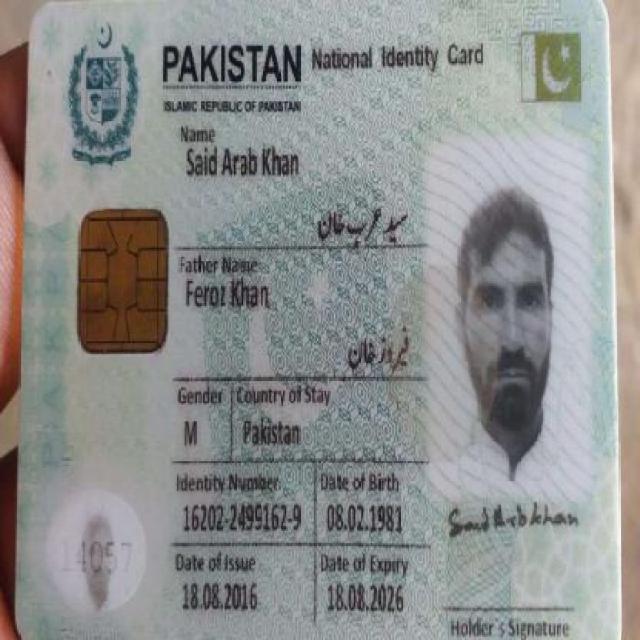 PAKISTAN National Identity Card
ISLAMIC REPUBLIC OF PAKISTAN
Name
Said Arab Khan
سید عرب خان
Father Name
Feroz Khan
فیروز خان
Gender Country of Stay
M Pakistan
Identity Number Date of Birth
16202-2499162-9 08.02.1981
Said Arab khan
Date of Issue Date of Expiry
18.08.2016 18.08.2026
14057
Holder's Signature